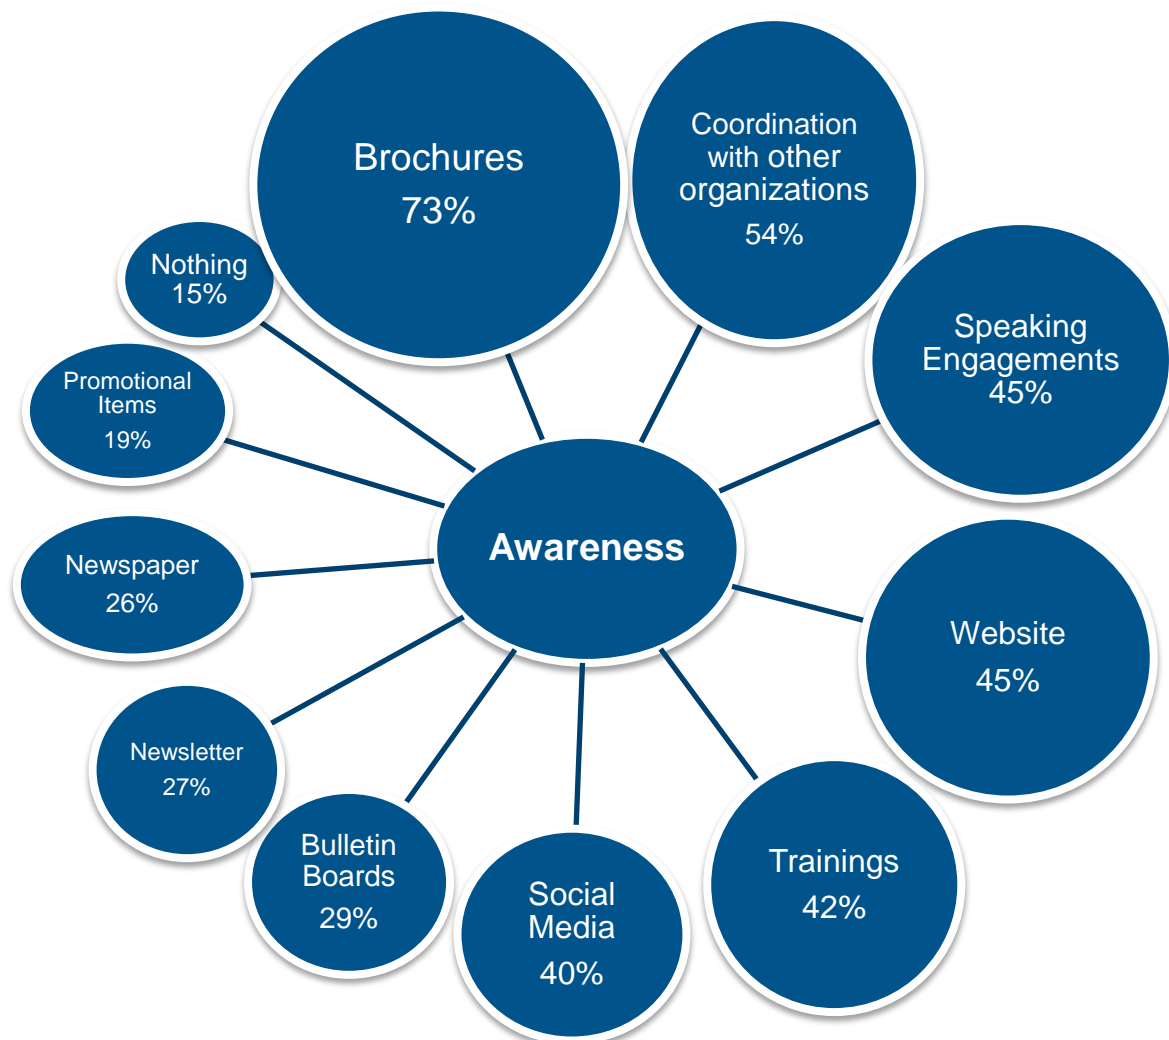 Brochures
73%
Coordination
with other
organizations
54%
Speaking
Engagements
45%
Website
45%
Trainings
42%
Social
Media
40%
Bulletin
Boards
29%
Newsletter
27%
Newspaper
26%
Promotional
Items
19%
Nothing
15%
Awareness